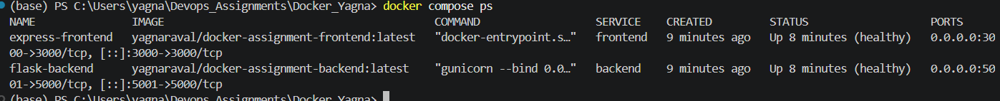 (base) PS C:\Users\yagna\Devops_Assignments\Docker_Yagna> docker compose ps
NAME IMAGE COMMAND SERVICE CREATED STATUS PORTS
express-frontend yagnaraval/docker-assignment-frontend:latest "docker-entrypoint.s…" frontend 9 minutes ago Up 8 minutes (healthy) 0.0.0.0:30
00->3000/tcp, [::]:3000->3000/tcp
flask-backend yagnaraval/docker-assignment-backend:latest "gunicorn --bind 0.0…" backend 9 minutes ago Up 8 minutes (healthy) 0.0.0.0:50
01->5000/tcp, [::]:5001->5000/tcp
(base) PS C:\Users\yagna\Devops_Assignments\Docker_Yagna>